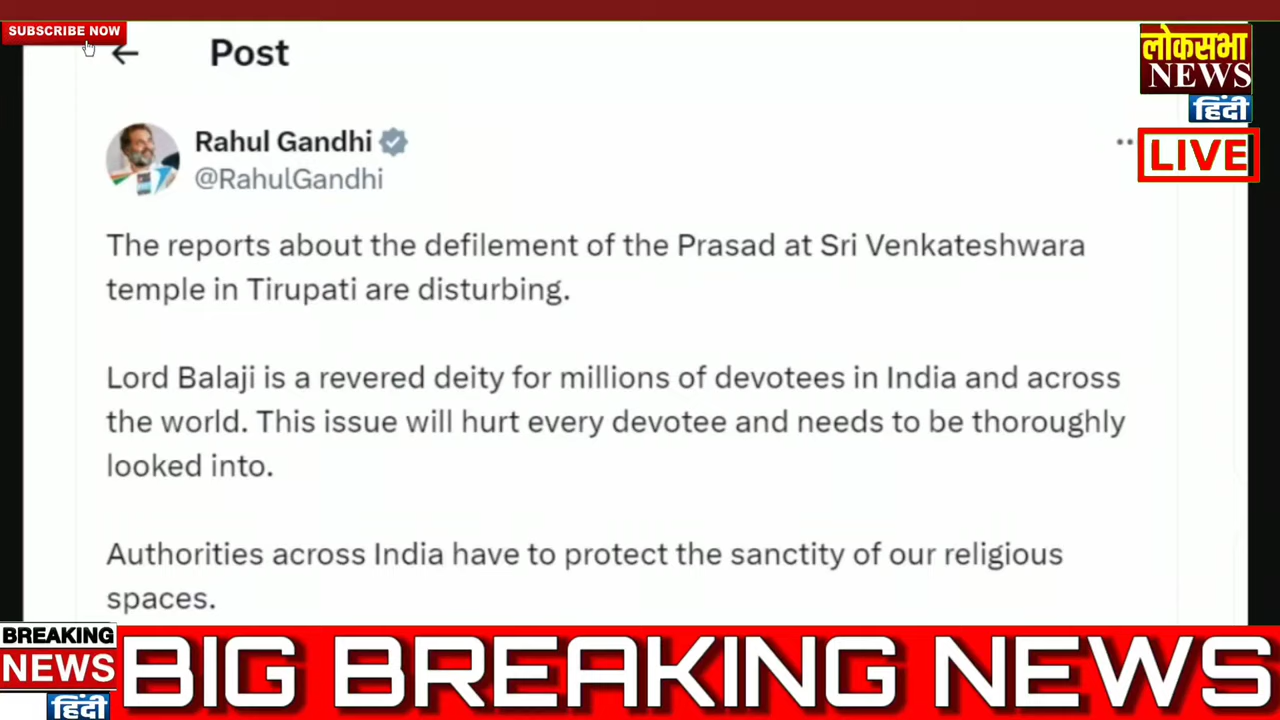 SUBSCRIBE NOW
Post
लोकसभा
NEWS
हिंदी
LIVE
Rahul Gandhi
@RahulGandhi
The reports about the defilement of the Prasad at Sri Venkateshwara
temple in Tirupati are disturbing.
Lord Balaji is a revered deity for millions of devotees in India and across
the world. This issue will hurt every devotee and needs to be thoroughly
looked into.
Authorities across India have to protect the sanctity of our religious
spaces.
BREAKING
NEWS
हिंदी
BIG BREAKING NEWS